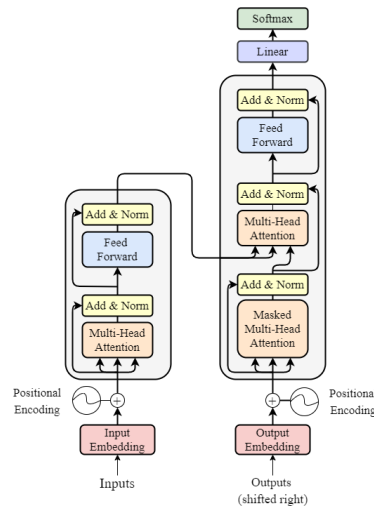 Softmax
Linear
Add & Norm
Feed
Forward
Add & Norm
Multi-Head
Attention
Add & Norm
Masked
Multi-Head
Attention
Add & Norm
Feed
Forward
Add & Norm
Multi-Head
Attention
Positional
Encoding
Positional
Encoding
Input
Embedding
Output
Embedding
Inputs
Outputs
(shifted right)